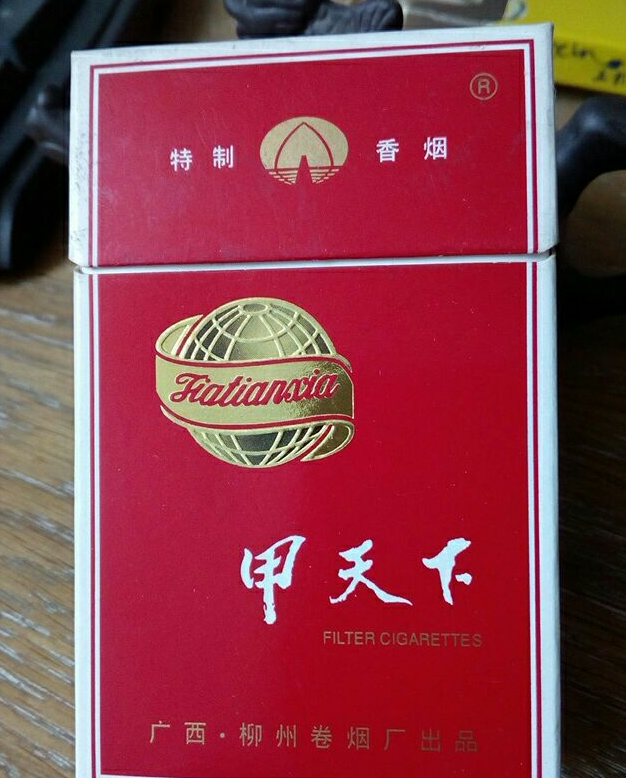 ®
特制 香烟
Jiatianxia
甲天下
FILTER CIGARETTES
广西·柳州卷烟厂出品